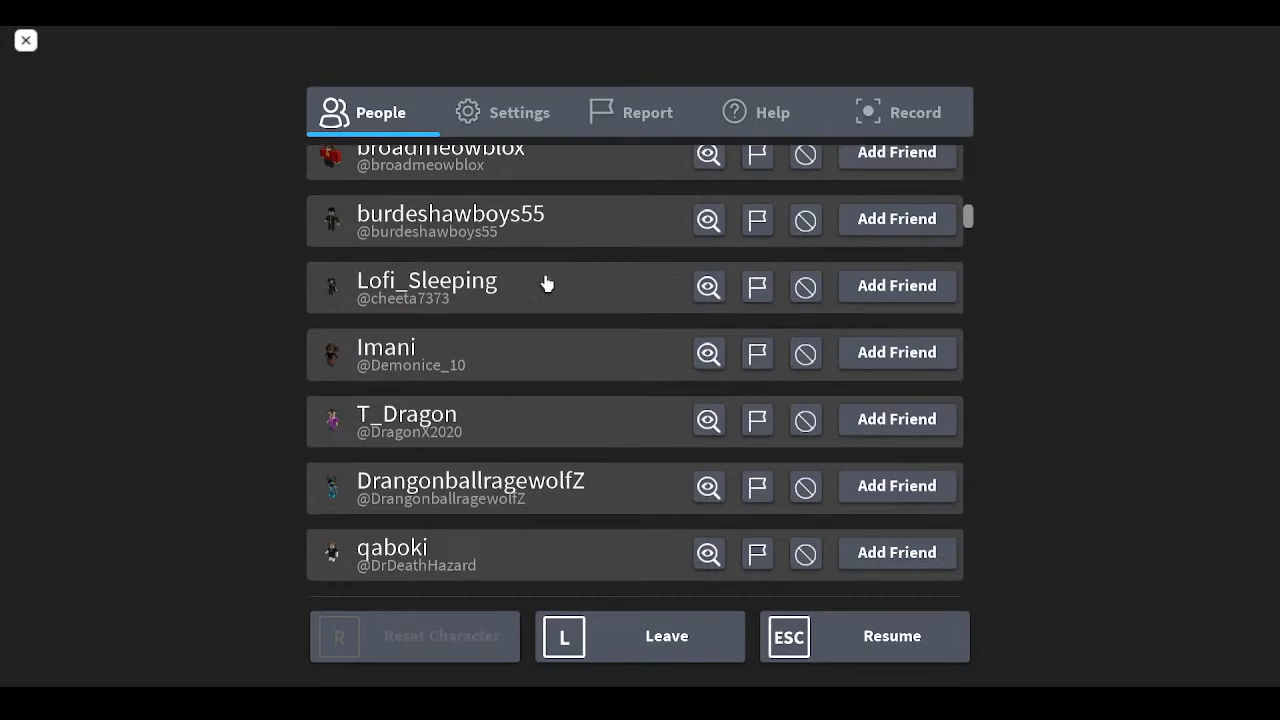 People
Settings
Report
Help
Record
broadmeowblox
@broadmeowblox
Add Friend
burdeshawboys55
@burdeshawboys55
Add Friend
Lofi_Sleeping
@cheeta7373
Add Friend
Imani
@Demonice_10
Add Friend
T_Dragon
@DragonX2020
Add Friend
DrangonballragewolfZ
@DrangonballragewolfZ
Add Friend
qaboki
@DrDeathHazard
Add Friend
R Reset Character
L Leave
ESC Resume